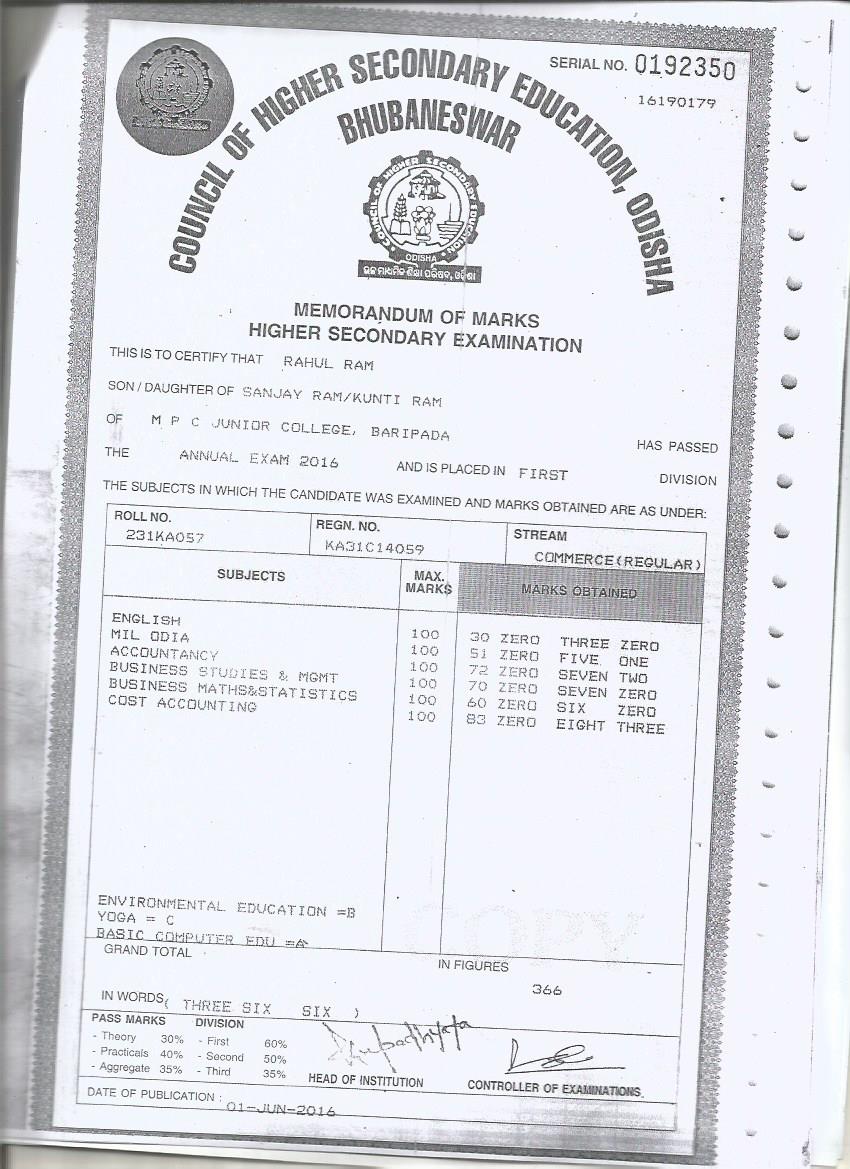 SERIAL NO. 0192350
16190179
COUNCIL OF HIGHER SECONDARY EDUCATION, ODISHA
BHUBANESWAR
COUNCIL OF HIGHER SECONDARY EDUCATION
ODISHA
ଉଚ୍ଚ ମାଧ୍ୟମିକ ଶିକ୍ଷା ପରିଷଦ, ଓଡ଼ିଶା
MEMORANDUM OF MARKS
HIGHER SECONDARY EXAMINATION
THIS IS TO CERTIFY THAT RAHUL RAM
SON / DAUGHTER OF SANJAY RAM/KUNTI RAM
OF M P C JUNIOR COLLEGE, BARIPADA HAS PASSED
THE ANNUAL EXAM 2016 AND IS PLACED IN FIRST DIVISION
THE SUBJECTS IN WHICH THE CANDIDATE WAS EXAMINED AND MARKS OBTAINED ARE AS UNDER:
ROLL NO. REGN. NO. STREAM
231KA057 KA31C14059 COMMERCE(REGULAR)
SUBJECTS MAX. MARKS MARKS OBTAINED
ENGLISH 100 30 ZERO THREE ZERO
MIL ODIA 100 51 ZERO FIVE ONE
ACCOUNTANCY 100 72 ZERO SEVEN TWO
BUSINESS STUDIES & MGMT 100 70 ZERO SEVEN ZERO
BUSINESS MATHS&STATISTICS 100 60 ZERO SIX ZERO
COST ACCOUNTING 100 83 ZERO EIGHT THREE
ENVIRONMENTAL EDUCATION =B
YOGA = C
BASIC COMPUTER EDU =A
COPY
GRAND TOTAL IN FIGURES
366
IN WORDS( THREE SIX SIX )
PASS MARKS DIVISION
- Theory 30% - First 60%
- Practicals 40% - Second 50%
- Aggregate 35% - Third 35%
HEAD OF INSTITUTION CONTROLLER OF EXAMINATIONS
DATE OF PUBLICATION : 01-JUN-2016